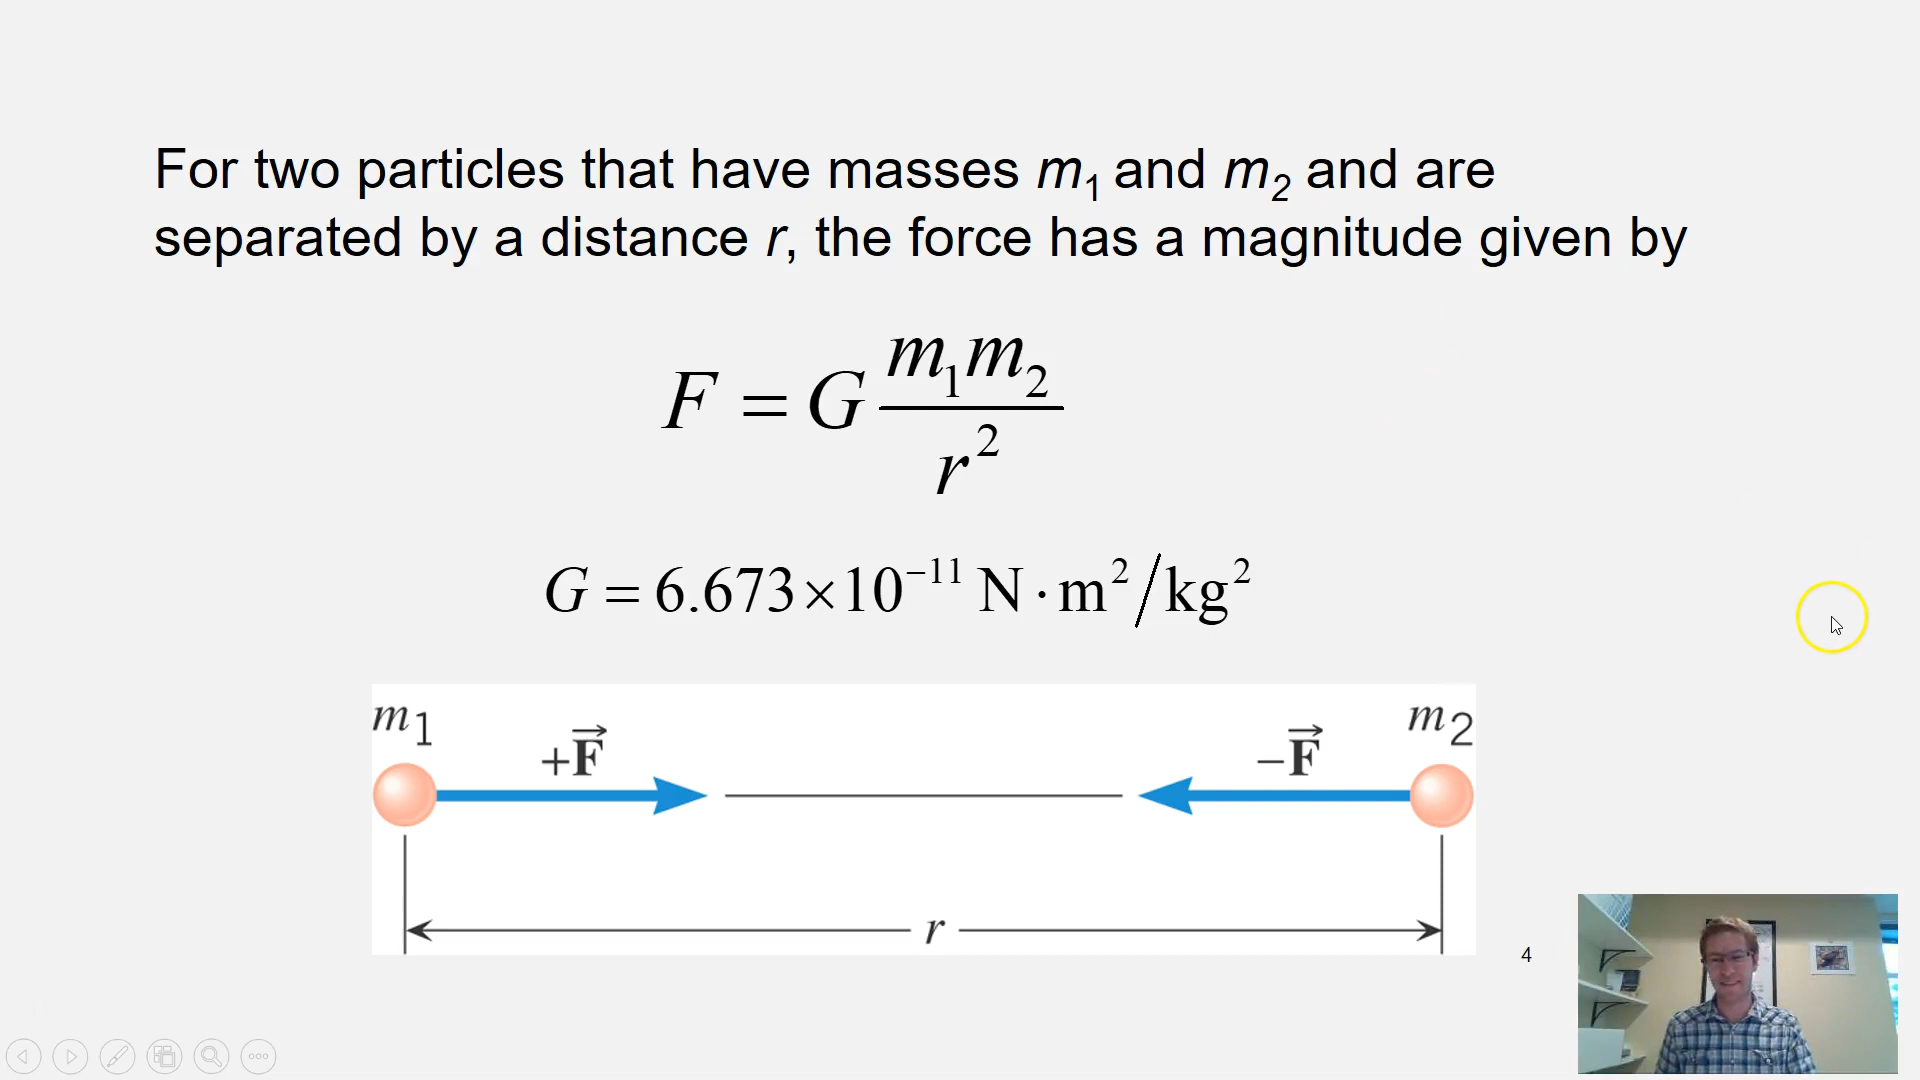 For two particles that have masses m₁ and m₂ and are
separated by a distance r, the force has a magnitude given by
F = G m₁m₂ / r²
G = 6.673×10⁻¹¹ N·m²/kg²
m₁ m₂
+F⃗ −F⃗
r
4